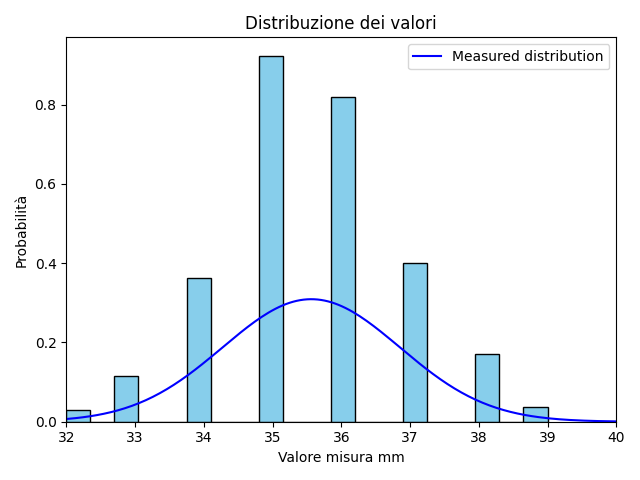 Distribuzione dei valori
Measured distribution
Probabilità
0.8
0.6
0.4
0.2
0.0
32 33 34 35 36 37 38 39 40
Valore misura mm